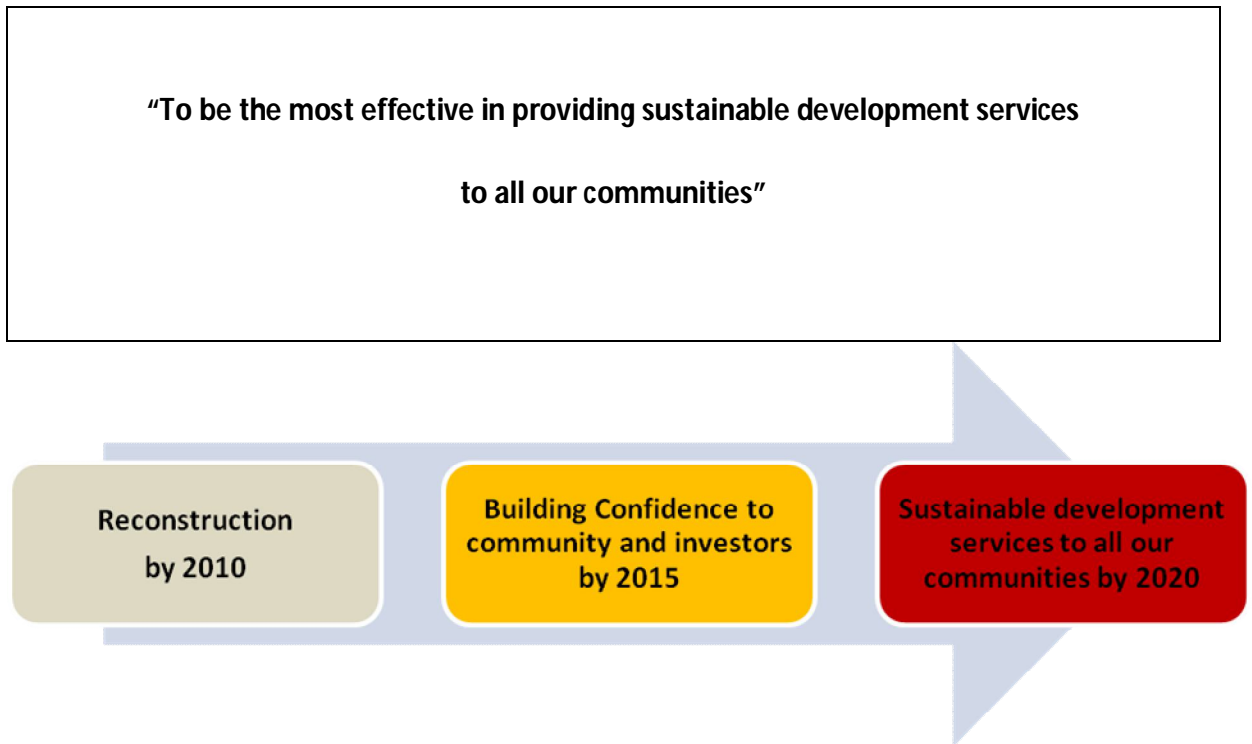 “To be the most effective in providing sustainable development services
to all our communities”
Reconstruction
by 2010
Building Confidence to
community and investors
by 2015
Sustainable development
services to all our
communities by 2020